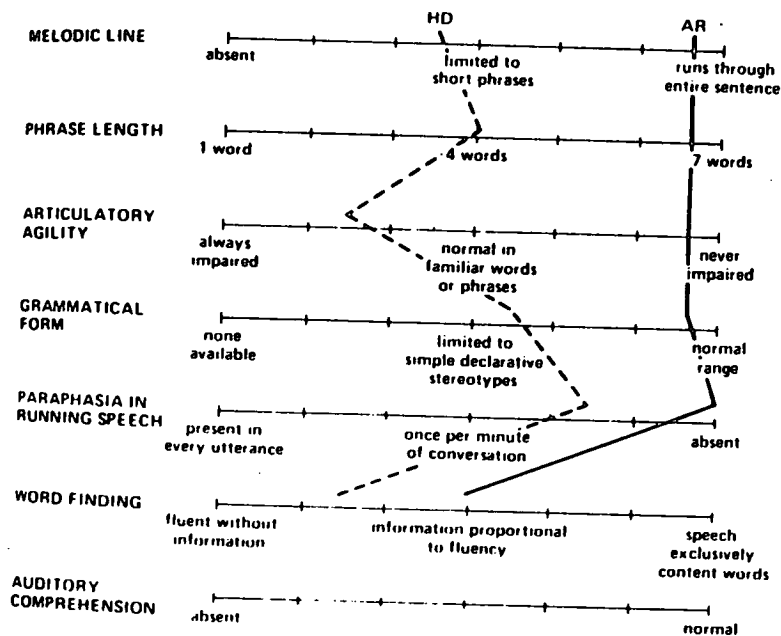 HD
AR
MELODIC LINE
absent
limited to
short phrases
runs through
entire sentence
PHRASE LENGTH
1 word
4 words
7 words
ARTICULATORY
AGILITY
always
impaired
normal in
familiar words
or phrases
never
impaired
GRAMMATICAL
FORM
none
available
limited to
simple declarative
stereotypes
normal
range
PARAPHASIA IN
RUNNING SPEECH
present in
every utterance
once per minute
of conversation
absent
WORD FINDING
fluent without
information
information proportional
to fluency
speech
exclusively
content words
AUDITORY
COMPREHENSION
absent
normal